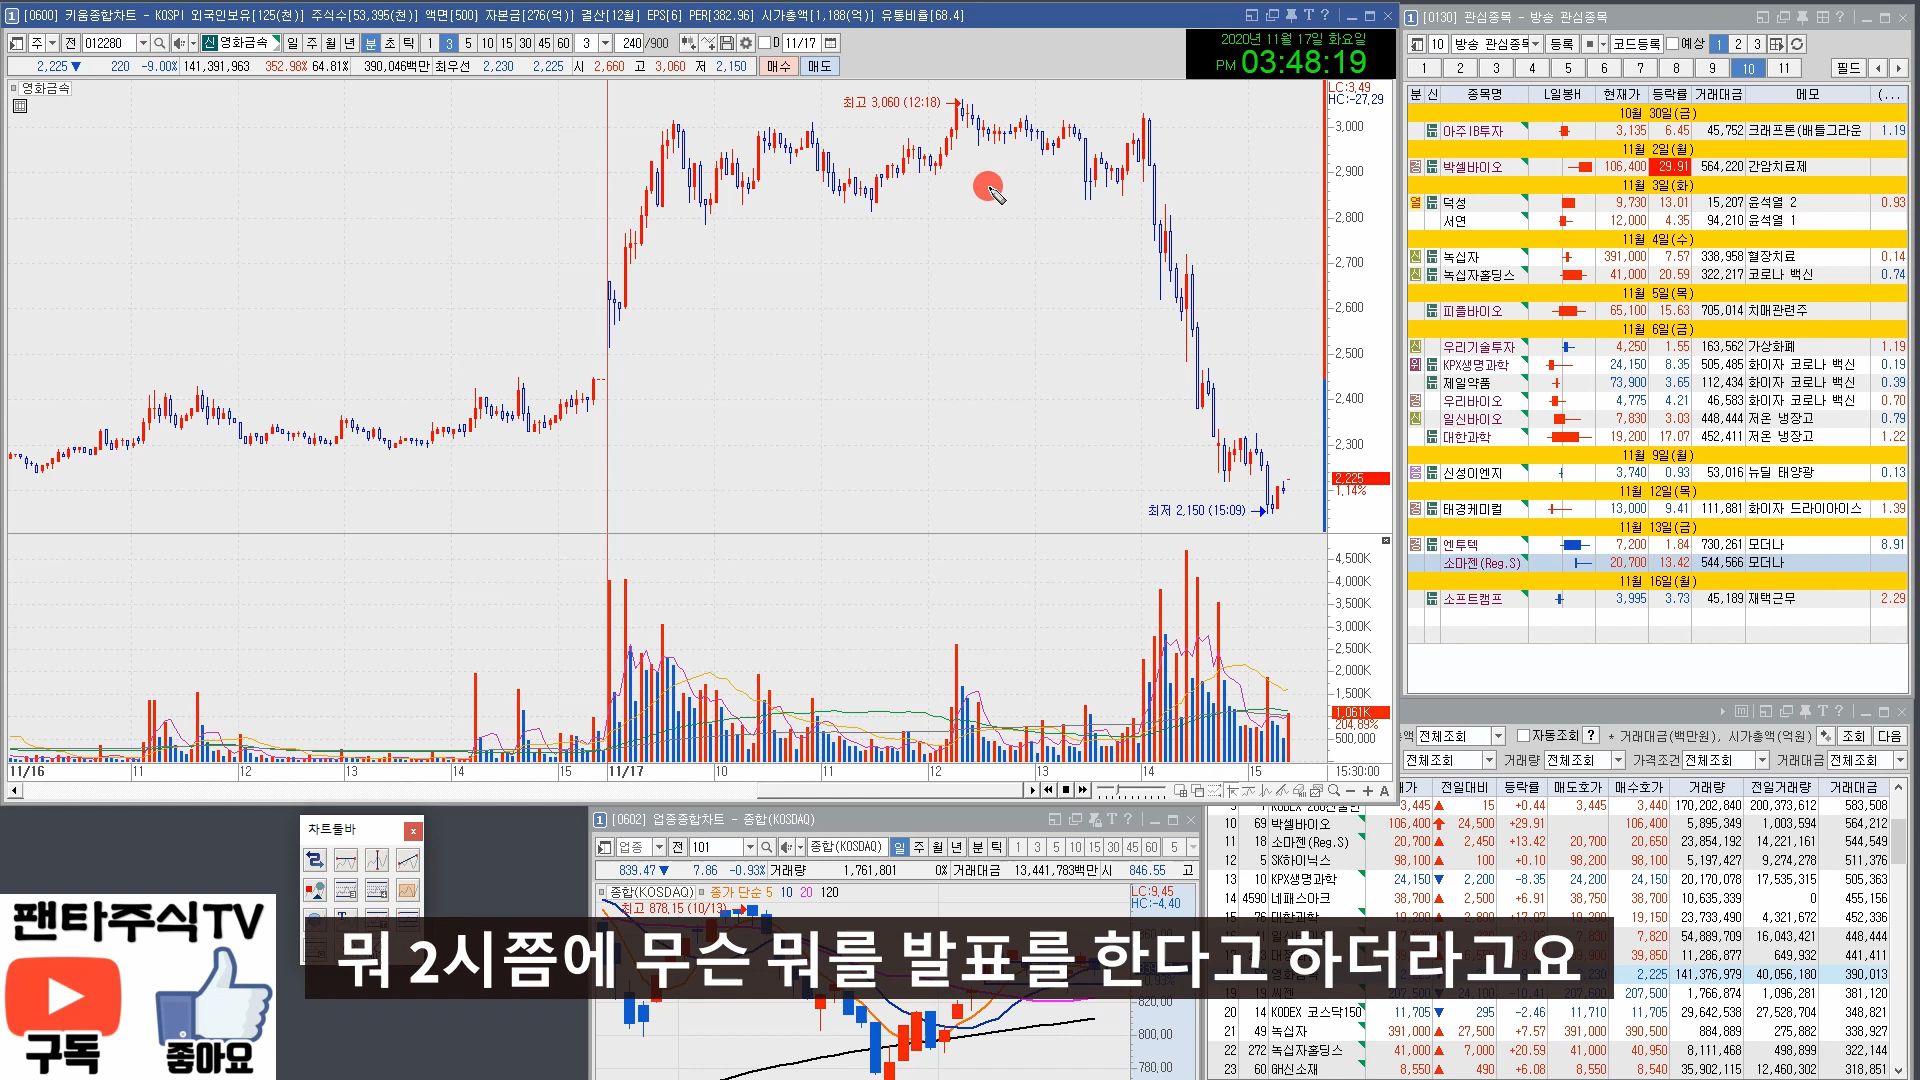 [0600] 키움종합차트 - KOSPI 외국인보유[125(천)] 주식수[53,395(천)] 액면[500] 자본금[276(억)] 결산[12월] EPS[6] PER[382.96] 시가총액[1,188(억)] 유통비율[68.4]
주 전 012280 신 영화금속 일 주 월 년 분 초 틱 1 3 5 10 15 30 45 60 3 240 /900 D 11/17
2,225▼ 220 -9.00% 141,391,963 352.98% 64.81% 390,046백만 최우선 2,230 2,225 시 2,660 고 3,060 저 2,150 매수 매도
2020년 11월 17일 화요일
PM 03:48:19
영화금속
최고 3,060 (12:18)
LC:3,49
HC:-27,29
3,000
2,900
2,800
2,700
2,600
2,500
2,400
2,300
2,225
1.14%
최저 2,150 (15:09)
4,500K
4,000K
3,500K
3,000K
2,500K
2,000K
1,500K
1,061K
204.89%
500,000
11/16 11 12 13 14 15 11/17 10 11 12 13 14 15 15:30:00
[0130] 관심종목 - 방송 관심종목
10 방송 관심종목 등록 코드등록 예상 1 2 3
1 2 3 4 5 6 7 8 9 10 11 필드
분 신 종목명 L일봉H 현재가 등락률 거래대금 메모
10월 30일(금)
아주IB투자 3,135 6.45 45,752 크래프톤(배틀그라운 1.19
11월 2일(월)
박셀바이오 106,400 29.91 564,220 간암치료제
11월 3일(화)
덕성 9,730 13.01 15,207 윤석열 2 0.93
서연 12,000 4.35 94,210 윤석열 1
11월 4일(수)
녹십자 391,000 7.57 338,958 혈장치료 0.14
녹십자홀딩스 41,000 20.59 322,217 코로나 백신 0.74
11월 5일(목)
피플바이오 65,100 15.63 705,014 치매관련주
11월 6일(금)
우리기술투자 4,250 1.55 163,562 가상화폐 1.19
KPX생명과학 24,150 8.35 505,485 화이자 코로나 백신 0.19
제일약품 73,900 3.65 112,434 화이자 코로나 백신 0.39
우리바이오 4,775 4.21 46,583 화이자 코로나 백신 0.70
일신바이오 7,830 3.03 448,444 저온 냉장고 0.79
대한과학 19,200 17.07 452,411 저온 냉장고 1.22
11월 9일(월)
신성이엔지 3,740 0.93 53,016 뉴딜 태양광 0.13
11월 12일(목)
태경케미컬 13,000 9.41 111,881 화이자 드라이아이스 1.39
11월 13일(금)
엔투텍 7,200 1.84 730,261 모더나 8.91
소마젠(Reg.S) 20,700 13.42 544,566 모더나
11월 16일(월)
소프트캠프 3,995 3.73 45,189 재택근무 2.29
전체조회 자동조회 ? * 거래대금(백만원), 시가총액(억원) 조회 다음
전체조회 거래량 전체조회 가격조건 전체조회 거래대금 전체조회
전일대비 등락률 매도호가 매수호가 거래량 전일거래량 거래대금
3,445▲ 15 +0.44 3,445 3,440 170,202,840 200,373,612 583,508
10 69 박셀바이오 106,400 24,500 +29.91 106,400 5,895,349 1,003,594 564,212
11 18 소마젠(Reg.S) 20,700▲ 2,450 +13.42 20,700 20,650 23,854,192 14,221,161 544,549
12 5 SK하이닉스 98,100▲ 100 +0.10 98,200 98,100 5,197,427 9,274,278 511,376
13 10 KPX생명과학 24,150▼ 2,200 -8.35 24,200 24,150 20,170,078 17,535,315 505,363
14 4590 네패스아크 38,700▲ 2,500 +6.91 38,750 38,700 10,635,339 0 455,156
19,150 23,733,490 4,321,672 452,336
7,820 54,889,709 16,043,421 448,444
39,850 11,286,877 649,932 441,411
2,225 141,376,979 40,056,180 390,013
207,500 1,766,874 1,096,281 381,120
20 14 KODEX 코스닥150 11,705▼ 295 -2.46 11,710 11,705 29,642,538 27,528,704 348,821
21 49 녹십자 391,000▲ 27,500 +7.57 391,000 390,500 884,889 275,882 338,927
22 272 녹십자홀딩스 41,000▲ 7,000 +20.59 41,000 40,950 8,111,468 498,899 322,144
23 60 GH신소재 8,550▲ 490 +6.08 8,550 8,540 35,902,115 12,460,302 318,851
차트툴바
[0602] 업종종합차트 - 종합(KOSDAQ)
업종 전 101 종합(KOSDAQ) 일 주 월 년 분 틱 1 3 5 10 15 30 45 60 5
839.47▼ 7.86 -0.93% 거래량 1,761,801 0% 거래대금 13,441,783백만 시 846.55 고
종합(KOSDAQ) 종가 단순 5 10 20 120
최고 878.15 (10/13)
LC:9,45
HC:-4,40
820,00
800,00
780,00
팬타주식TV
구독
좋아요
뭐 2시쯤에 무슨 뭐를 발표를 한다고 하더라고요